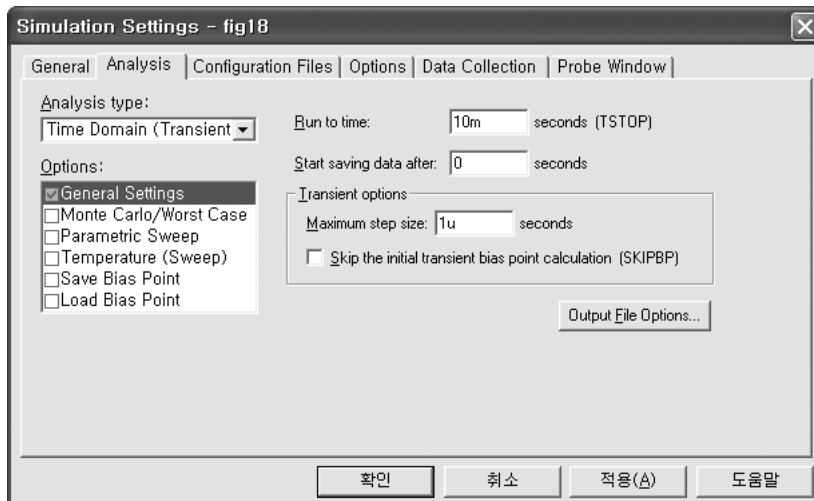 Simulation Settings - fig18
General Analysis Configuration Files Options Data Collection Probe Window
Analysis type:
Time Domain (Transient
Options:
General Settings
Monte Carlo/Worst Case
Parametric Sweep
Temperature (Sweep)
Save Bias Point
Load Bias Point
Run to time: 10m seconds (TSTOP)
Start saving data after: 0 seconds
Transient options
Maximum step size: 1u seconds
Skip the initial transient bias point calculation (SKIPBP)
Output File Options...
확인 취소 적용(A) 도움말